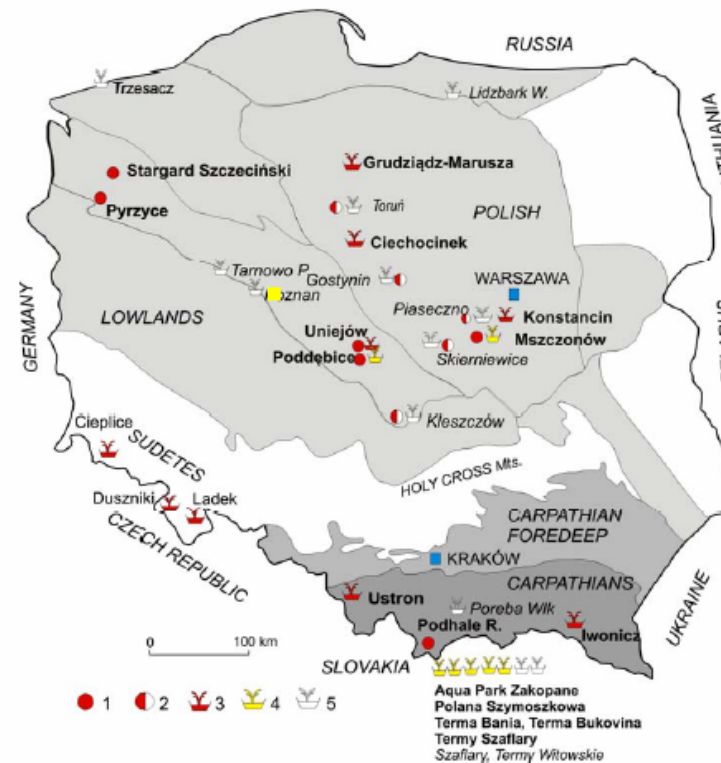 RUSSIA
Trzesacz
Lidzbark W.
Stargard Szczeciński
Grudziądz-Marusza
Pyrzyce
Toruń
POLISH
Ciechocinek
Tarnowo P.
Gostynin
WARSZAWA
GERMANY
LOWLANDS
Piaseczno
Konstancin
Uniejów
Mszczonów
Poddębice
Skierniewice
Kłeszczów
Cieplice
SUDETES
HOLY CROSS Mts.
Duszniki
Ladek
CZECH REPUBLIC
CARPATHIAN
FOREDEEP
KRAKÓW
CARPATHIANS
UKRAINE
Ustron
Poreba Wlk
Iwonicz
Podhale R.
0 100 km
SLOVAKIA
1 2 3 4 5
Aqua Park Zakopane
Polana Szymoszkowa
Terma Bania, Terma Bukovina
Termy Szaflary
Szaflary, Termy Witowskie